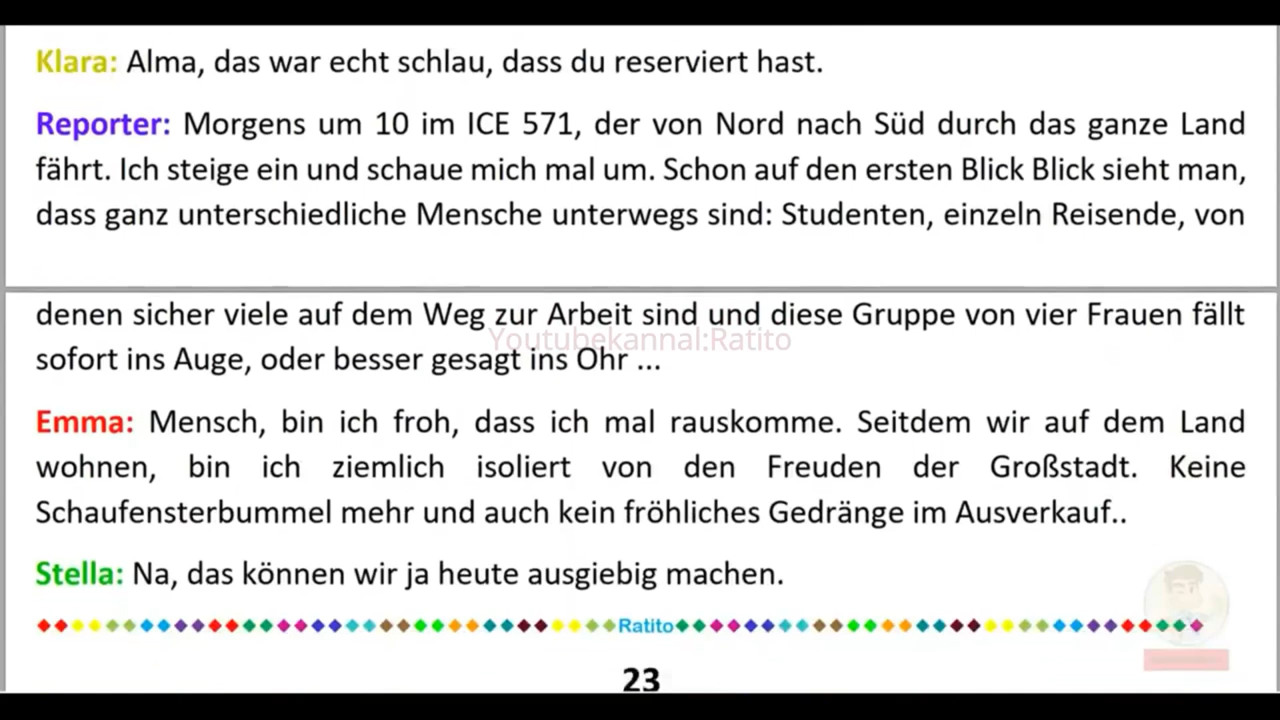 Klara: Alma, das war echt schlau, dass du reserviert hast.
Reporter: Morgens um 10 im ICE 571, der von Nord nach Süd durch das ganze Land
fährt. Ich steige ein und schaue mich mal um. Schon auf den ersten Blick Blick sieht man,
dass ganz unterschiedliche Mensche unterwegs sind: Studenten, einzeln Reisende, von
denen sicher viele auf dem Weg zur Arbeit sind und diese Gruppe von vier Frauen fällt
Youtubekannal:Ratito
sofort ins Auge, oder besser gesagt ins Ohr ...
Emma: Mensch, bin ich froh, dass ich mal rauskomme. Seitdem wir auf dem Land
wohnen, bin ich ziemlich isoliert von den Freuden der Großstadt. Keine
Schaufensterbummel mehr und auch kein fröhliches Gedränge im Ausverkauf..
Stella: Na, das können wir ja heute ausgiebig machen.
Ratito
23